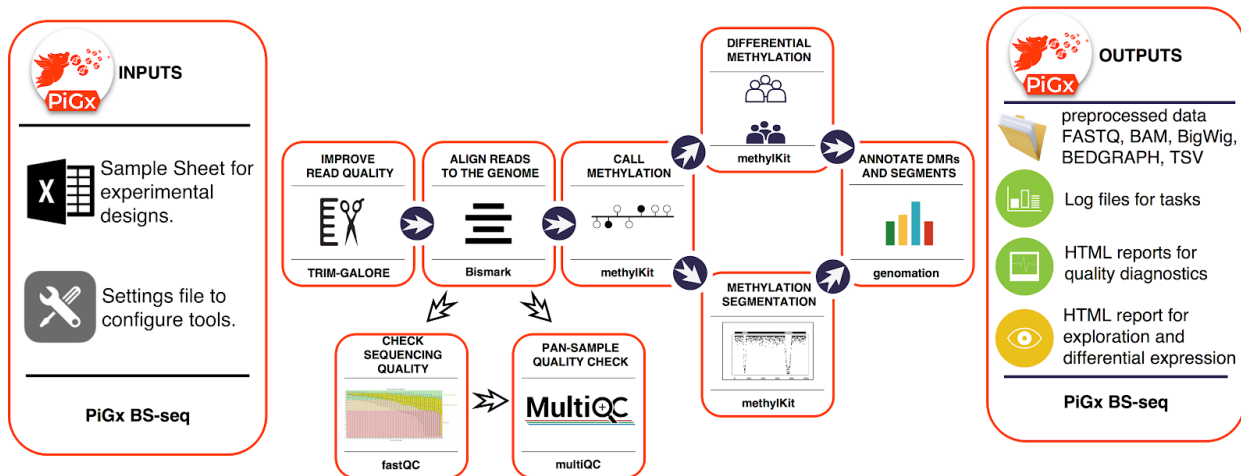 PiGx
INPUTS
X
Sample Sheet for
experimental
designs.
Settings file to
configure tools.
PiGx BS-seq
IMPROVE
READ QUALITY
TRIM-GALORE
ALIGN READS
TO THE GENOME
Bismark
CALL
METHYLATION
methylKit
DIFFERENTIAL
METHYLATION
methylKit
METHYLATION
SEGMENTATION
methylKit
ANNOTATE DMRs
AND SEGMENTS
genomation
CHECK
SEQUENCING
QUALITY
fastQC
PAN-SAMPLE
QUALITY CHECK
MultiQC
multiQC
PiGx
OUTPUTS
preprocessed data
FASTQ, BAM, BigWig,
BEDGRAPH, TSV
Log files for tasks
HTML reports for
quality diagnostics
HTML report for
exploration and
differential expression
PiGx BS-seq